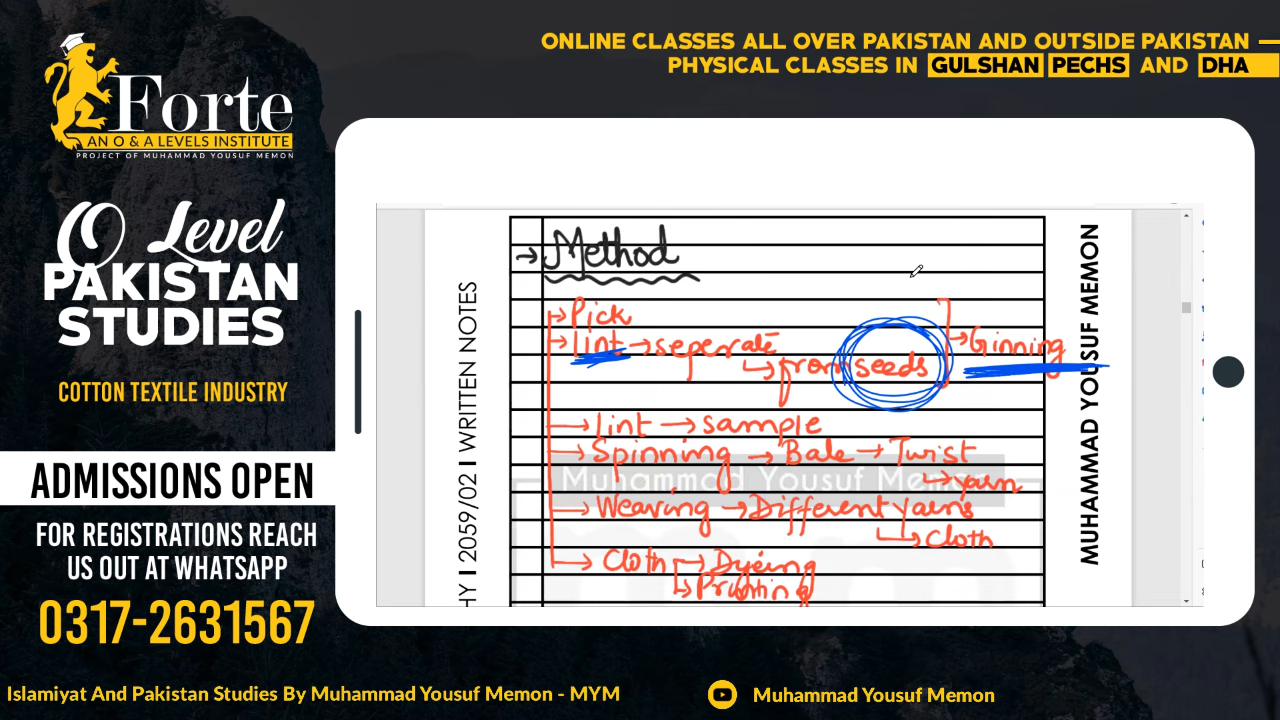 Forte
AN O & A LEVELS INSTITUTE
PROJECT OF MUHAMMAD YOUSUF MEMON
ONLINE CLASSES ALL OVER PAKISTAN AND OUTSIDE PAKISTAN
PHYSICAL CLASSES IN GULSHAN PECHS AND DHA
O Level
PAKISTAN
STUDIES
COTTON TEXTILE INDUSTRY
ADMISSIONS OPEN
FOR REGISTRATIONS REACH
US OUT AT WHATSAPP
0317-2631567
HY I 2059/02 I WRITTEN NOTES
→ Method
→ Pick
→ lint → seperate
↳ from seeds
→ Ginning
→ lint → sample
→ Spinning → Bale → Twist
↳ yarn
→ Weaving → Different yarns
↳ Cloth
→ Cloth → Dyeing
↳ Printing
Muhammad Yousuf Memon
MUHAMMAD YOUSUF MEMON
Islamiyat And Pakistan Studies By Muhammad Yousuf Memon - MYM
Muhammad Yousuf Memon